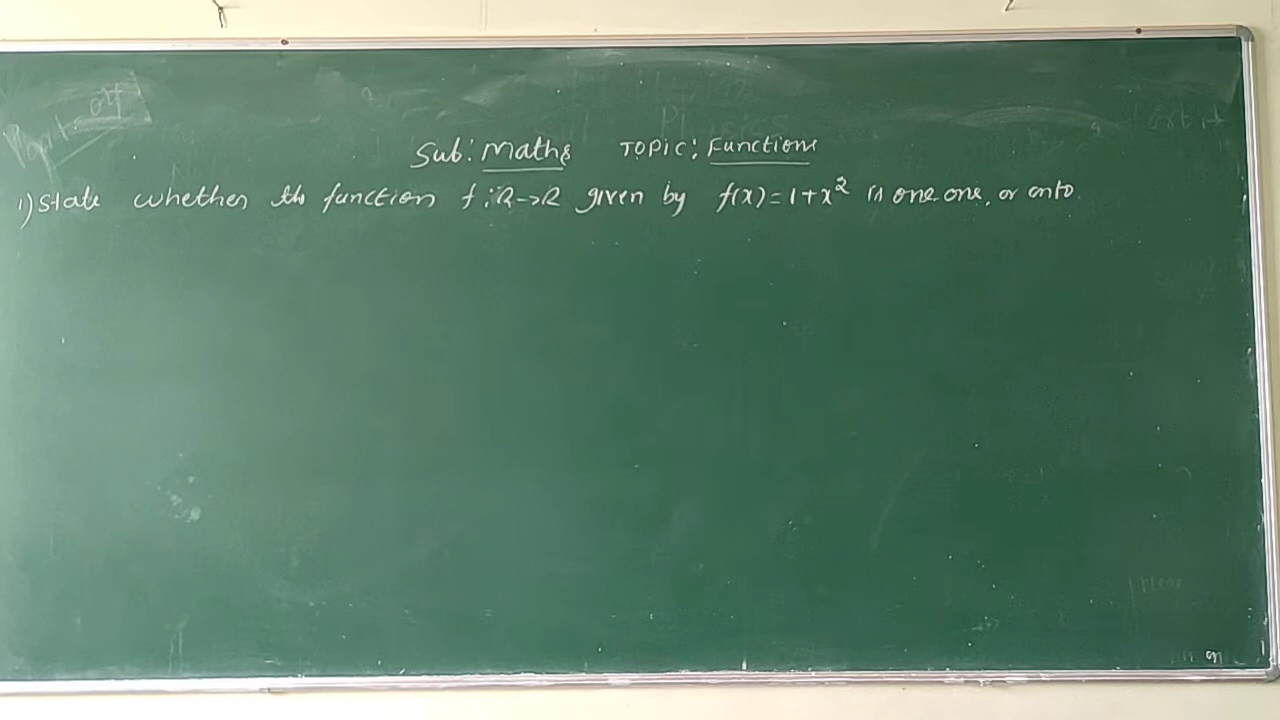 Sub: Maths Topic: Functions
1) State whether the function f: R→R given by f(x) = 1+x² is one-one, or onto.